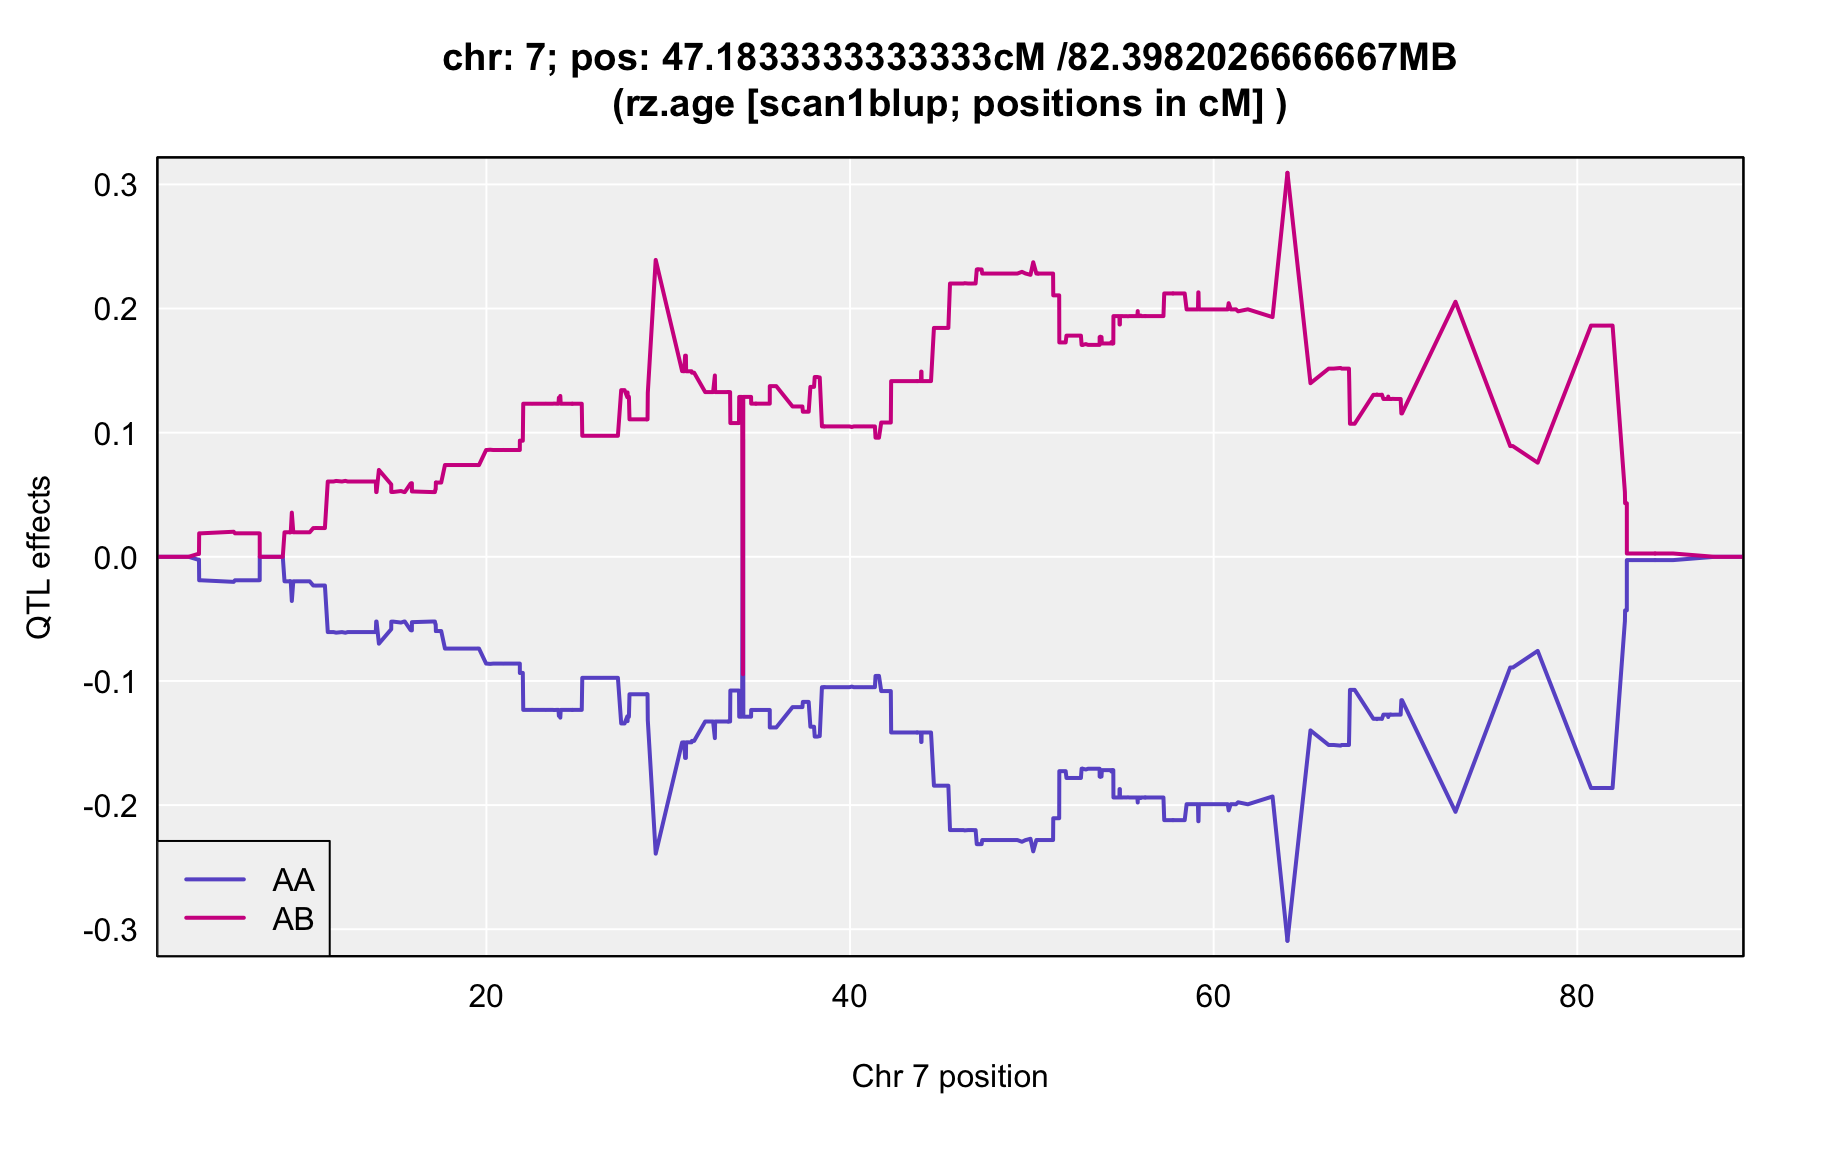 chr: 7; pos: 47.1833333333333cM /82.3982026666667MB
(rz.age [scan1blup; positions in cM] )
QTL effects
0.3
0.2
0.1
0.0
-0.1
-0.2
-0.3
AA
AB
20 40 60 80
Chr 7 position